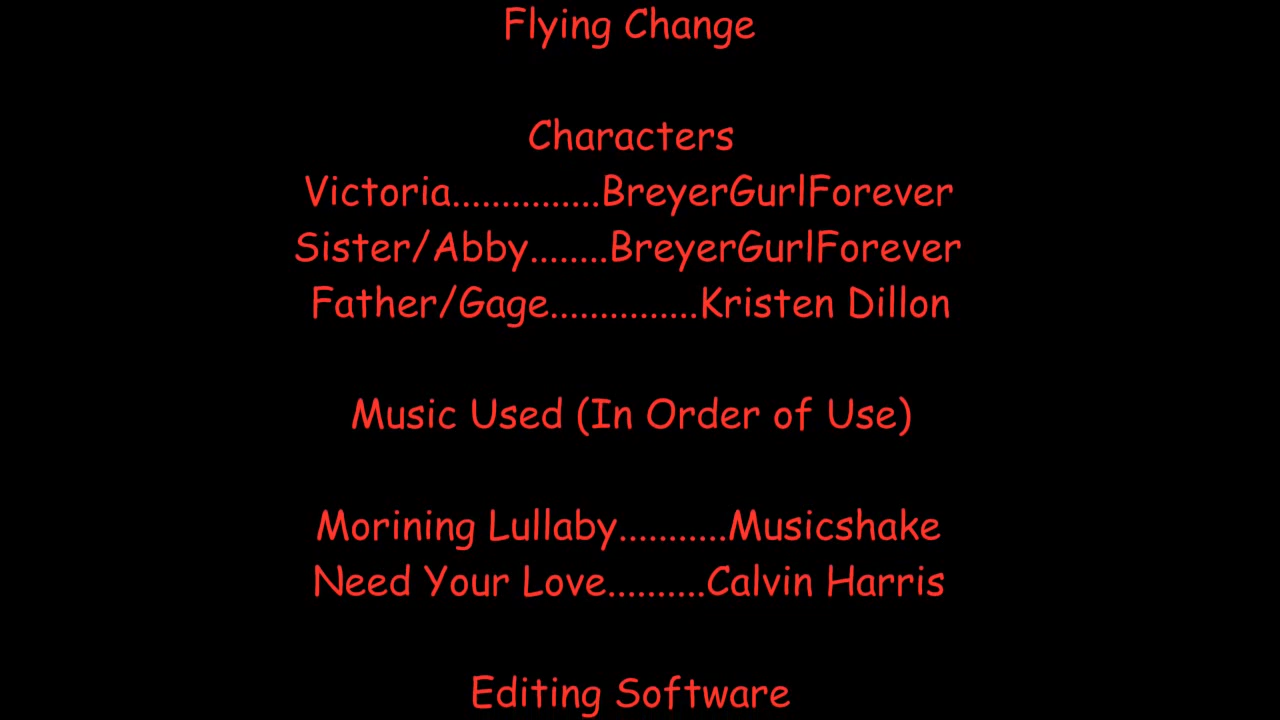 Flying Change
Characters
Victoria...............BreyerGurlForever
Sister/Abby........BreyerGurlForever
Father/Gage...............Kristen Dillon
Music Used (In Order of Use)
Morining Lullaby...........Musicshake
Need Your Love..........Calvin Harris
Editing Software